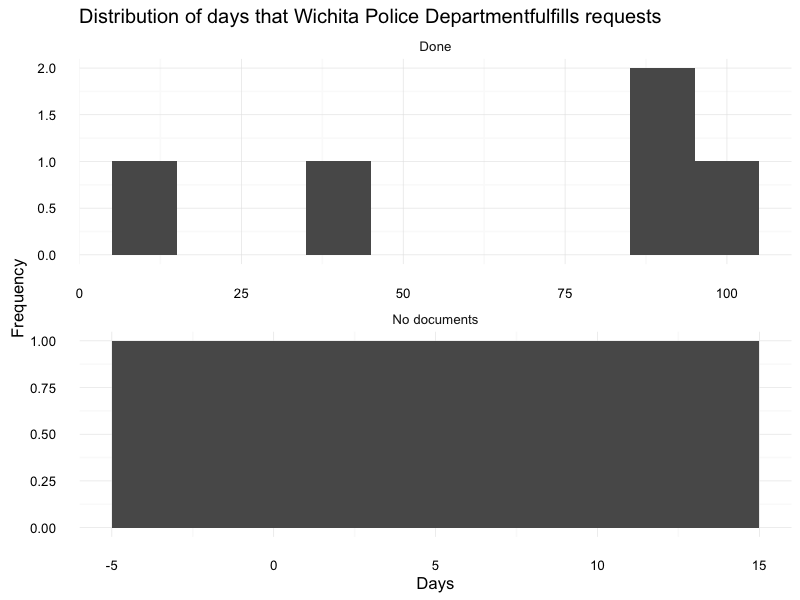 Distribution of days that Wichita Police Departmentfulfills requests
Done
2.0
1.5
1.0
0.5
0.0
0 25 50 75 100
Frequency
No documents
1.00
0.75
0.50
0.25
0.00
-5 0 5 10 15
Days